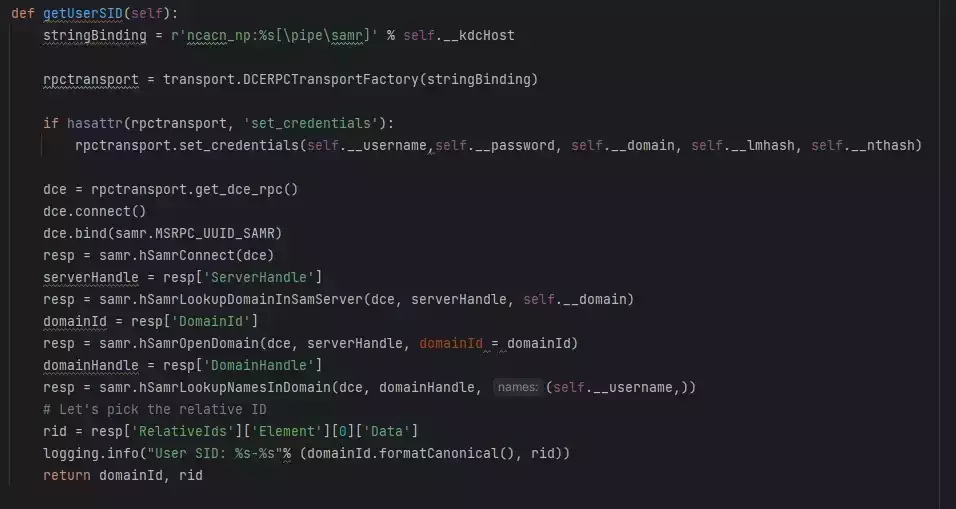 def getUserSID(self):
    stringBinding = r'ncacn_np:%s[\pipe\samr]' % self.__kdcHost
    rpctransport = transport.DCERPCTransportFactory(stringBinding)
    if hasattr(rpctransport, 'set_credentials'):
        rpctransport.set_credentials(self.__username,self.__password, self.__domain, self.__lmhash, self.__nthash)
    dce = rpctransport.get_dce_rpc()
    dce.connect()
    dce.bind(samr.MSRPC_UUID_SAMR)
    resp = samr.hSamrConnect(dce)
    serverHandle = resp['ServerHandle']
    resp = samr.hSamrLookupDomainInSamServer(dce, serverHandle, self.__domain)
    domainId = resp['DomainId']
    resp = samr.hSamrOpenDomain(dce, serverHandle, domainId = domainId)
    domainHandle = resp['DomainHandle']
    resp = samr.hSamrLookupNamesInDomain(dce, domainHandle, names: (self.__username,))
    # Let's pick the relative ID
    rid = resp['RelativeIds']['Element'][0]['Data']
    logging.info("User SID: %s-%s"% (domainId.formatCanonical(), rid))
    return domainId, rid